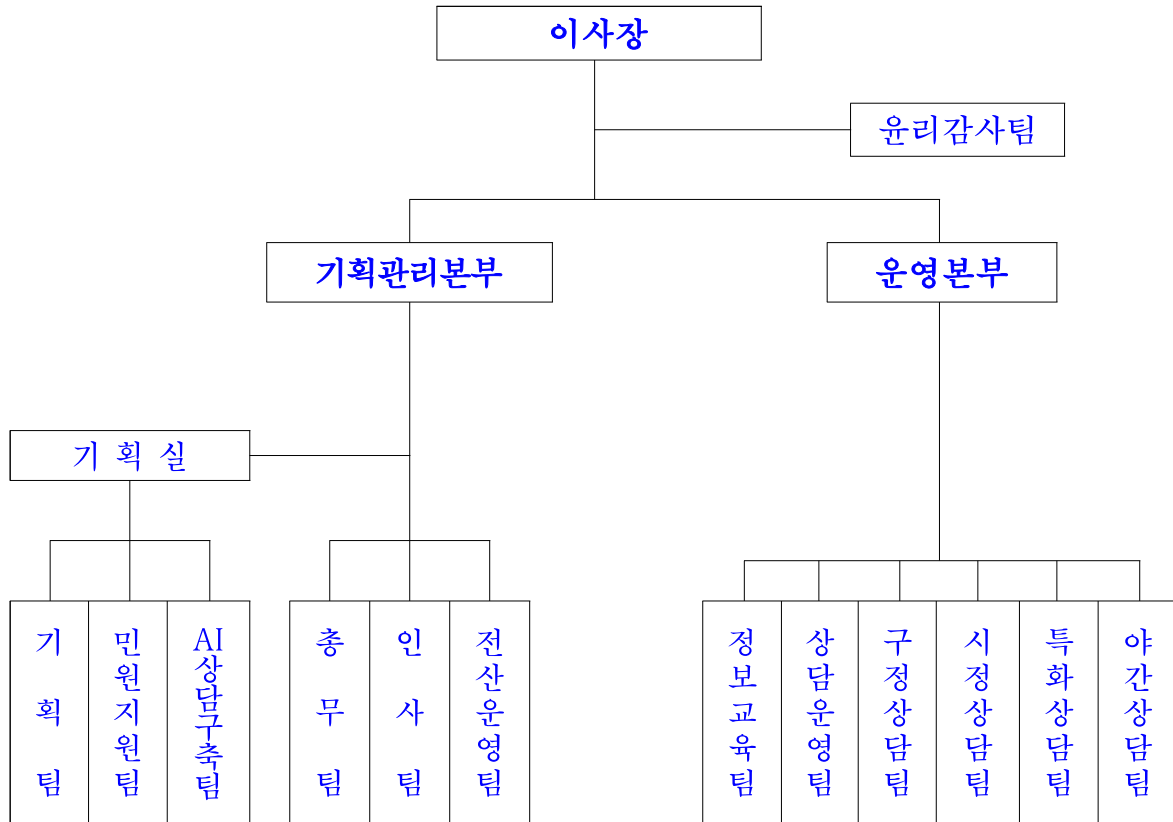 이사장
윤리감사팀
기획관리본부
운영본부
기 획 실
기 획 팀
민원지원팀
AI상담구축팀
총 무 팀
인 사 팀
전산운영팀
정보교육팀
상담운영팀
구정상담팀
시정상담팀
특화상담팀
야간상담팀